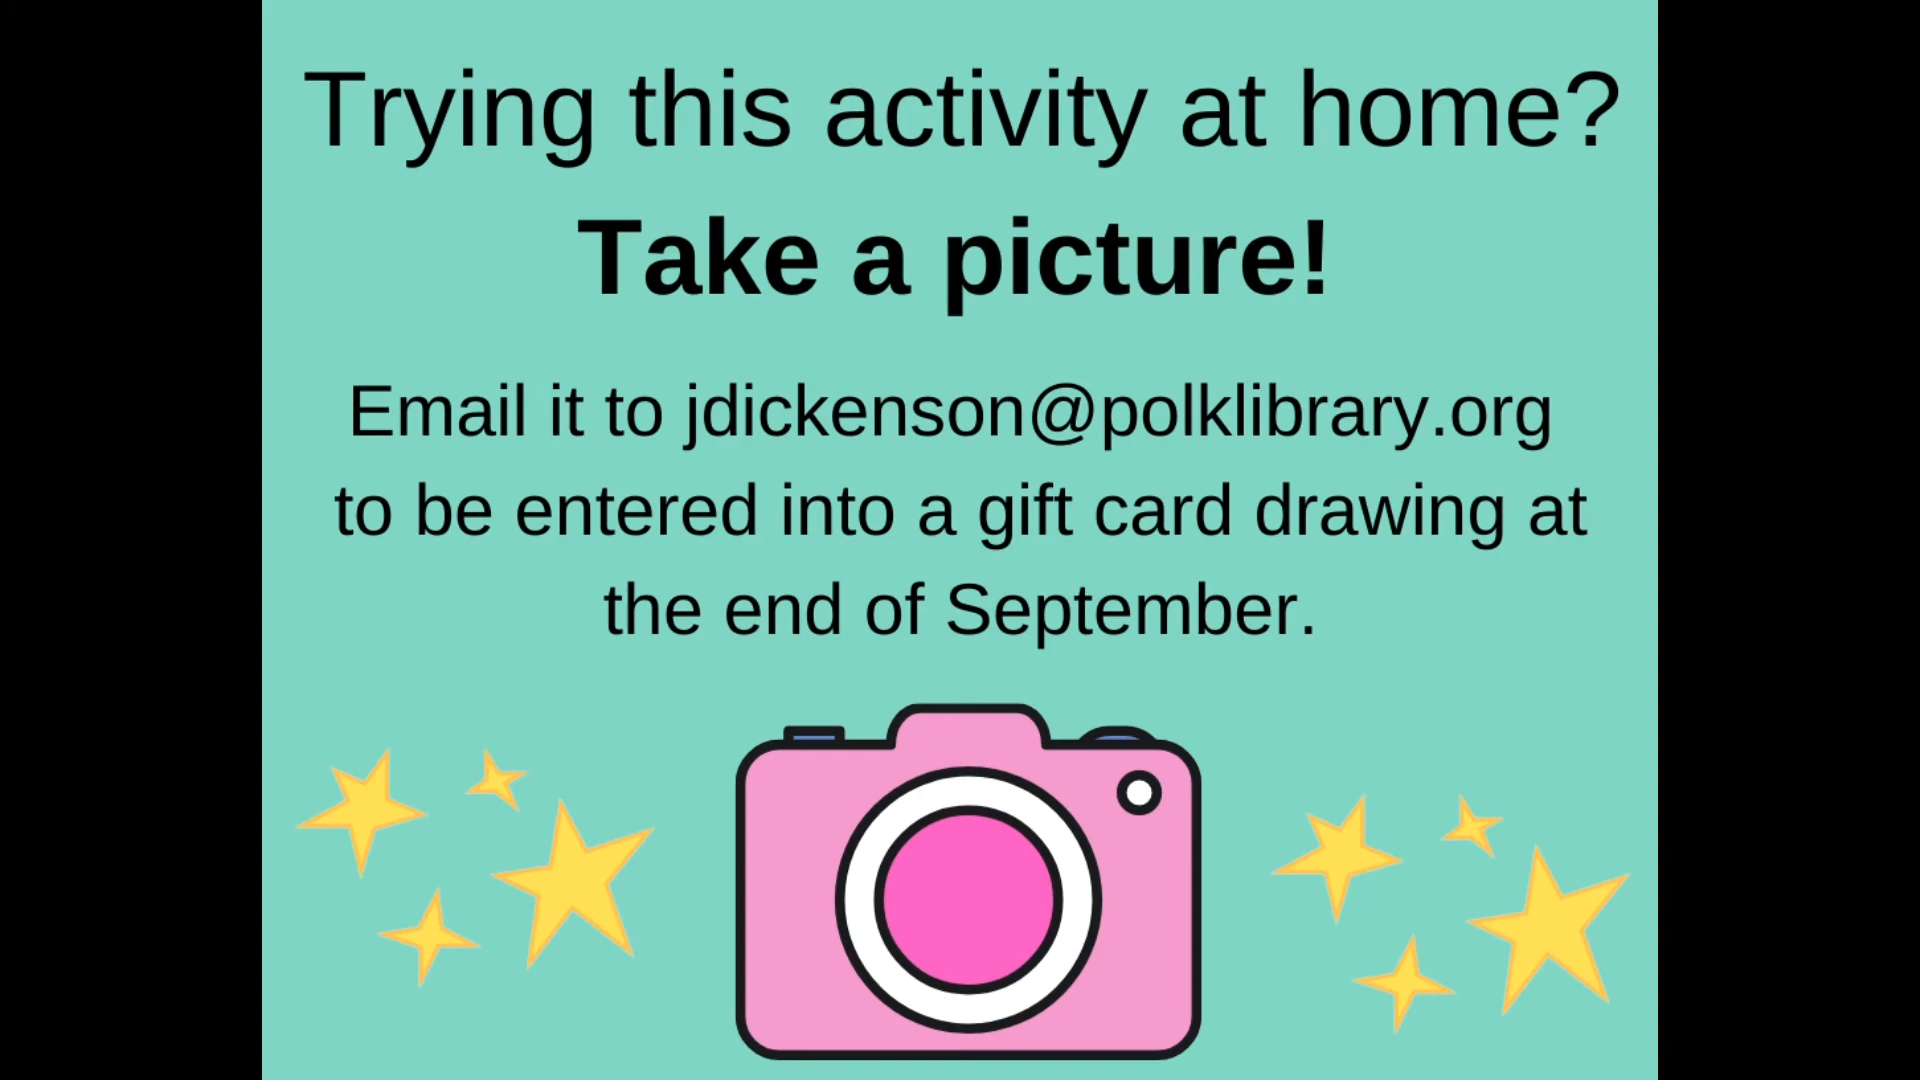 Trying this activity at home?
Take a picture!
Email it to jdickenson@polklibrary.org
to be entered into a gift card drawing at
the end of September.